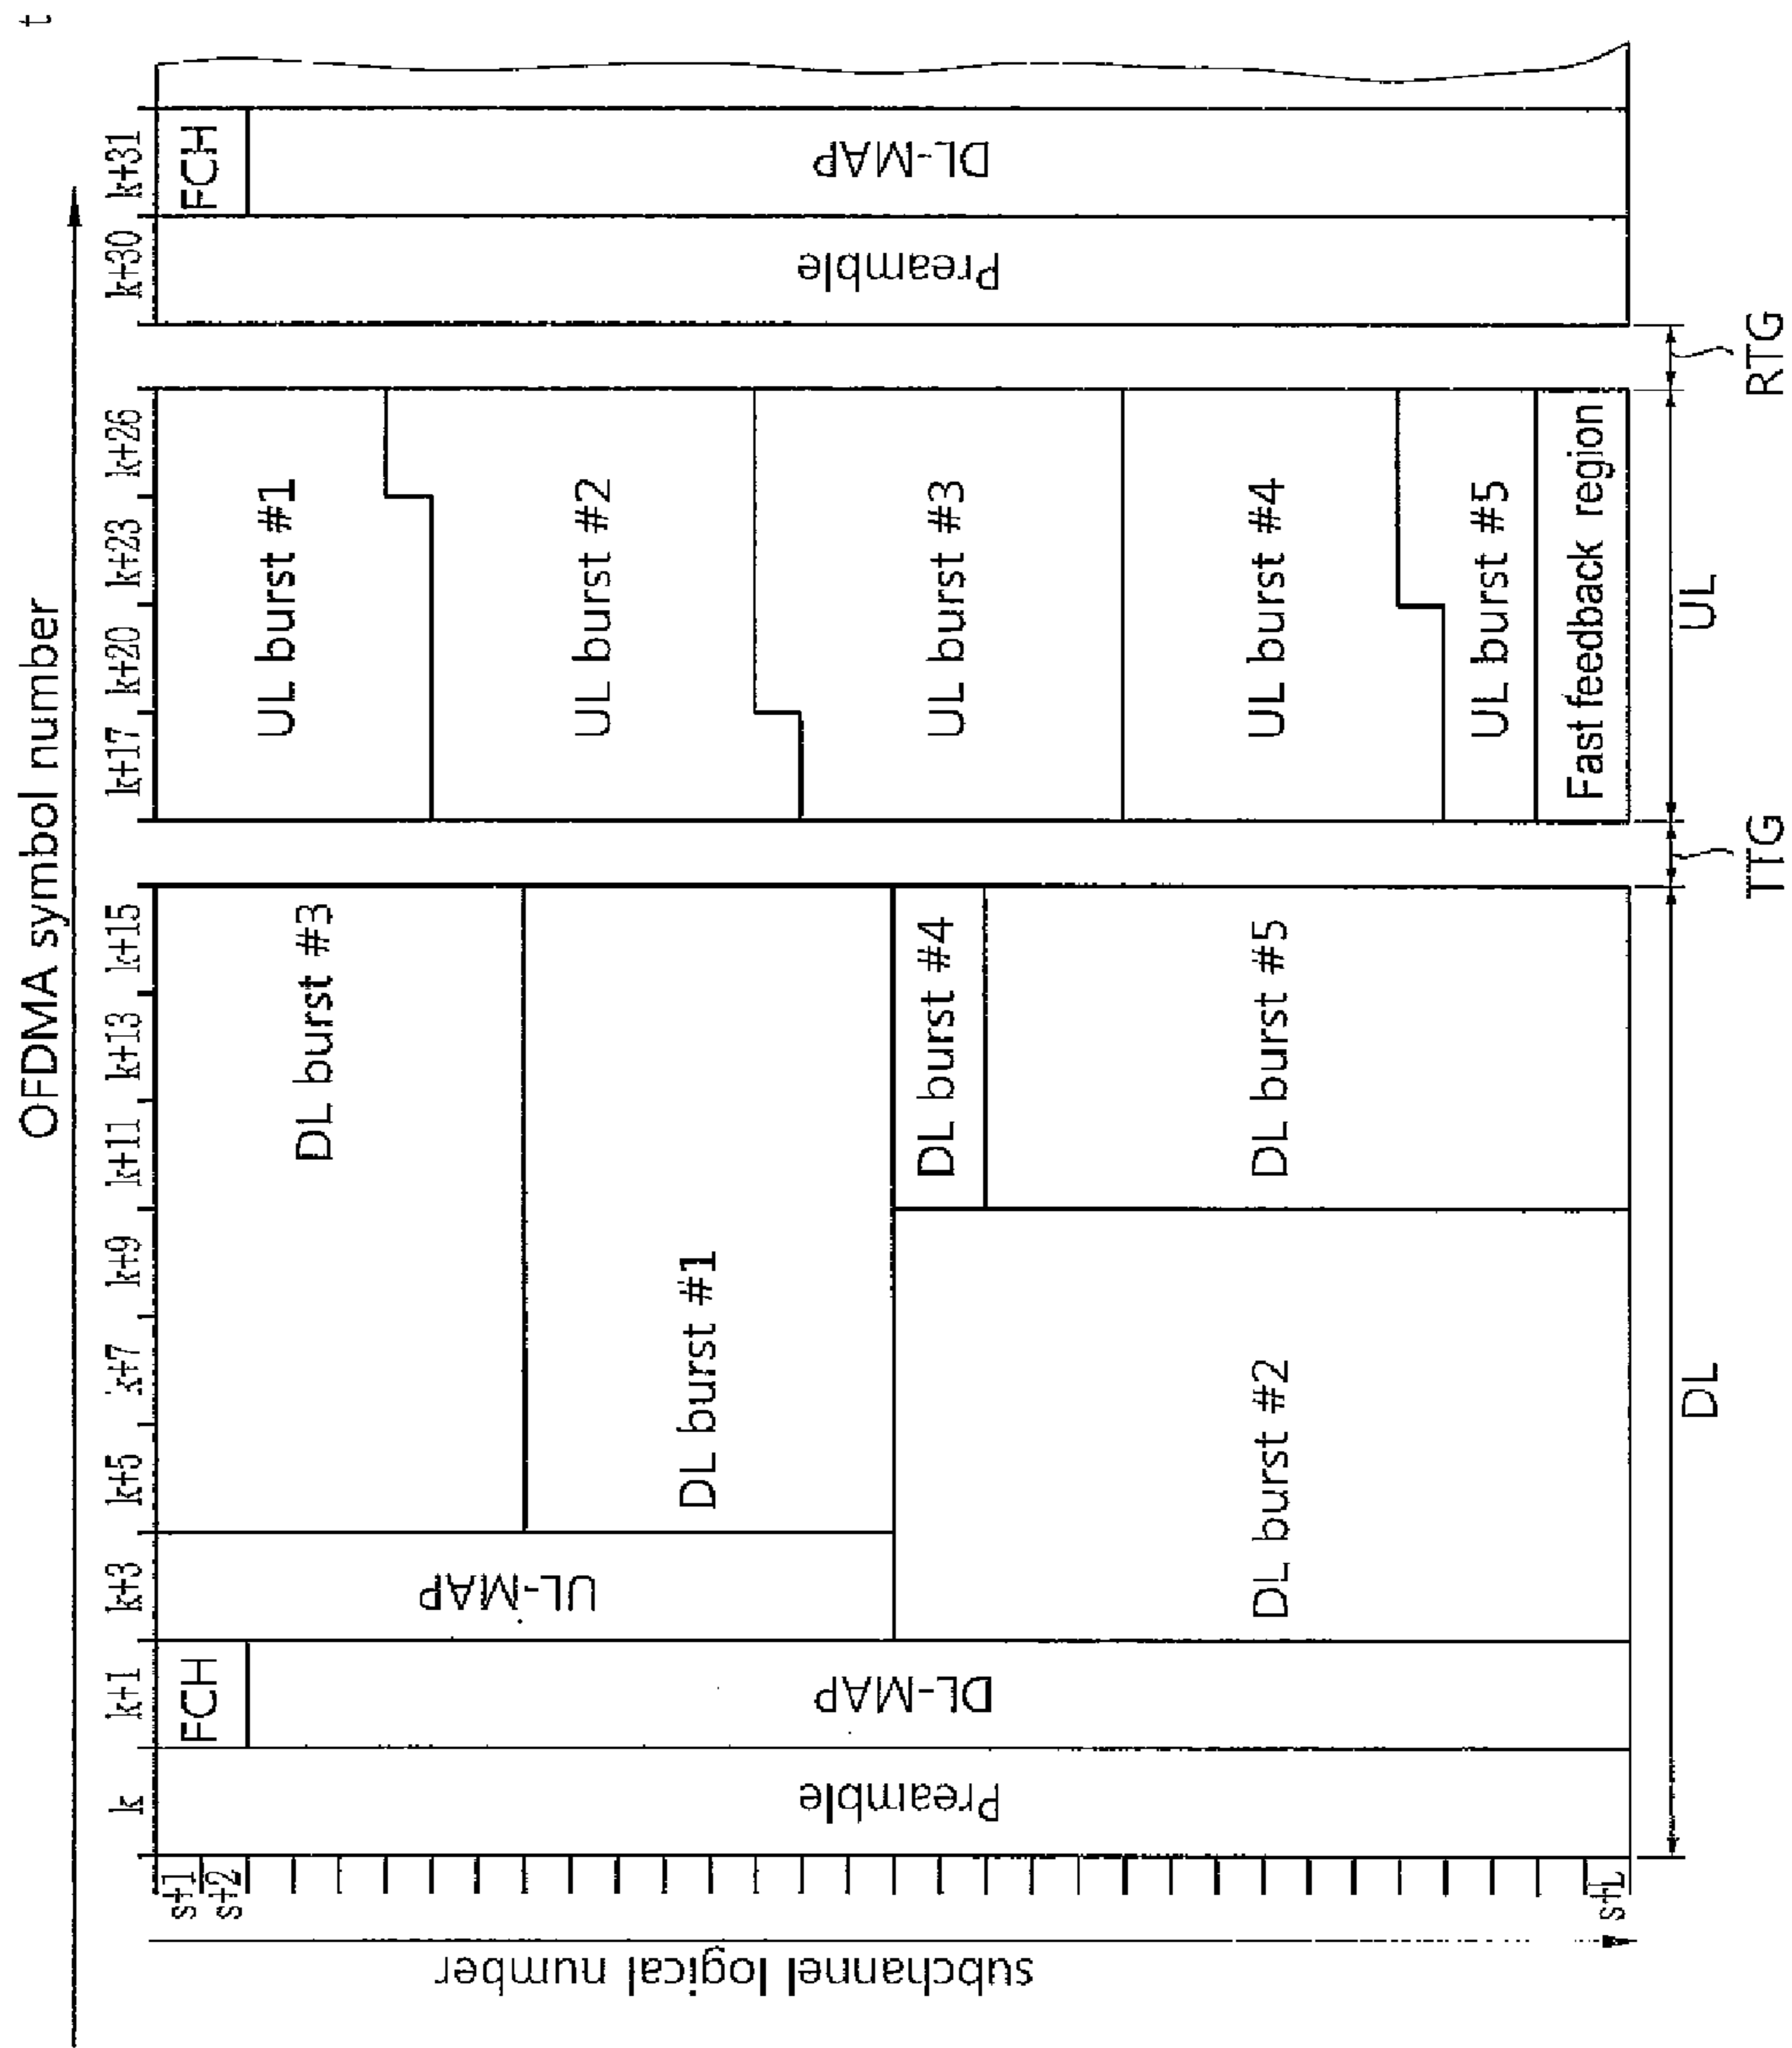 OFDMA symbol number
t
k
k+1
k+3
k+5
k+7
k+9
k+11
k+13
k+15
k+17
k+20
k+23
k+26
k+30
k+31
subchannel logical number
s+1
s+2
s+L
Preamble
FCH
DL-MAP
UL-MAP
DL burst #3
DL burst #1
DL burst #2
DL burst #4
DL burst #5
UL burst #1
UL burst #2
UL burst #3
UL burst #4
UL burst #5
Fast feedback region
Preamble
FCH
DL-MAP
DL
TTG
UL
RTG